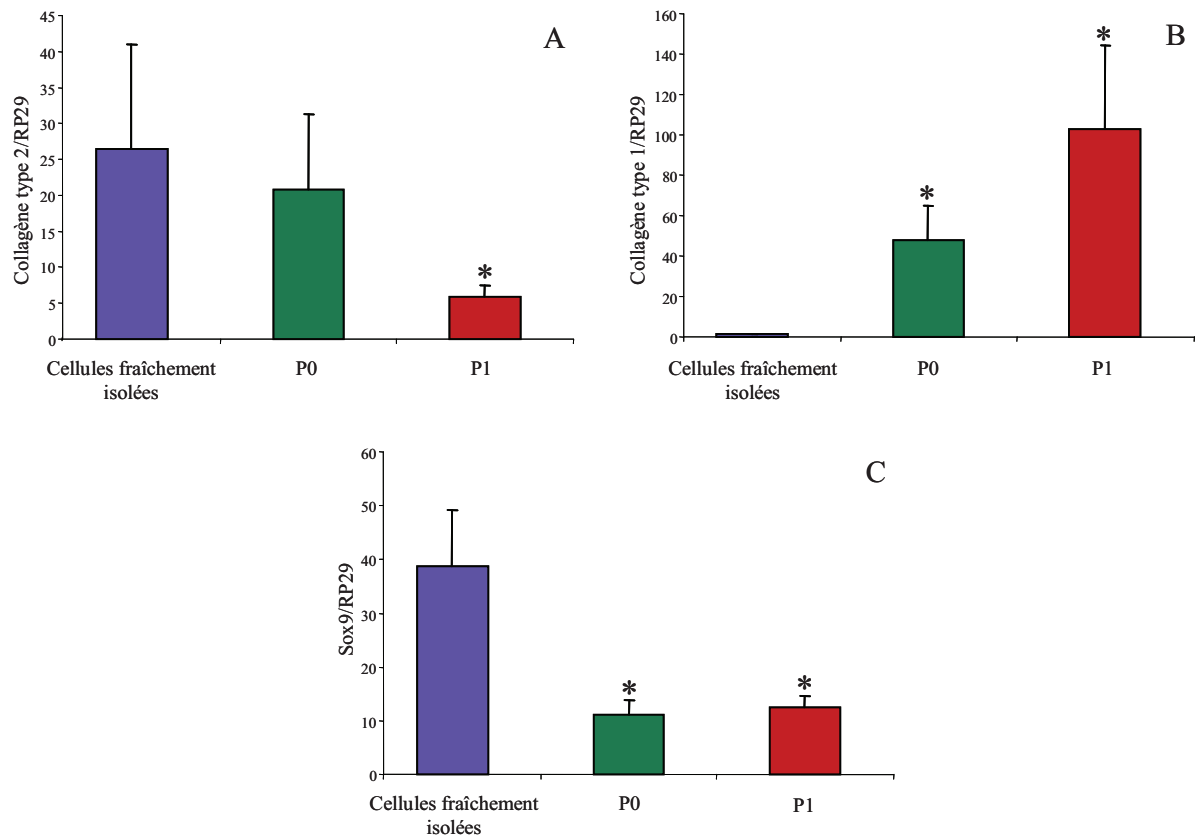 A
Collagène type 2/RP29
45
40
35
30
25
20
15
10
5
0
*
Cellules fraîchement
isolées
P0
P1
B
Collagène type 1/RP29
160
140
120
100
80
60
40
20
0
*
*
Cellules fraîchement
isolées
P0
P1
C
Sox9/RP29
60
50
40
30
20
10
0
*
*
Cellules fraîchement
isolées
P0
P1